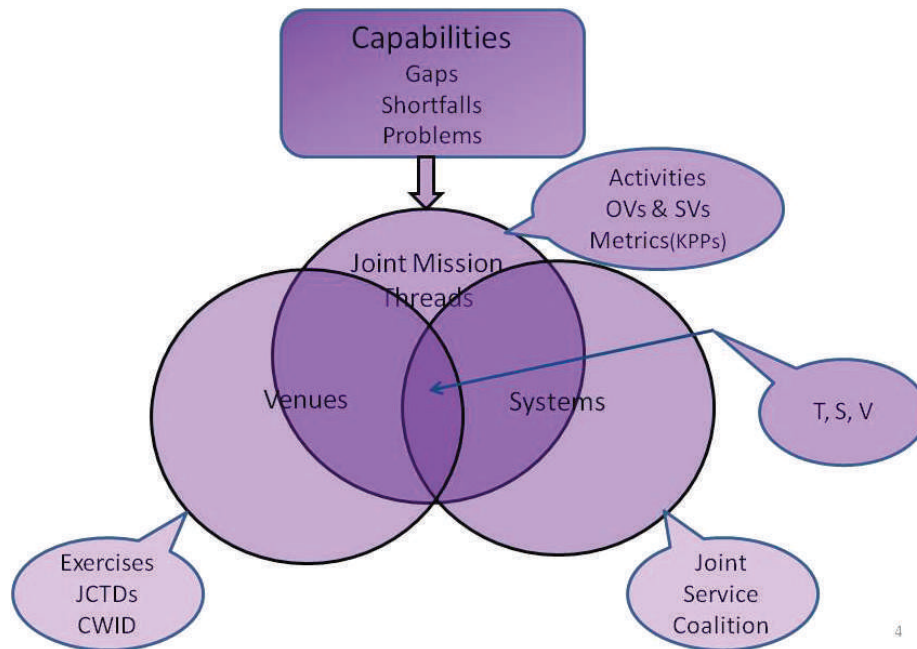 Capabilities
Gaps
Shortfalls
Problems
Activities
OVs & SVs
Metrics(KPPs)
Joint Mission
Threads
Venues
Systems
T, S, V
Exercises
JCTDs
CWID
Joint
Service
Coalition
4